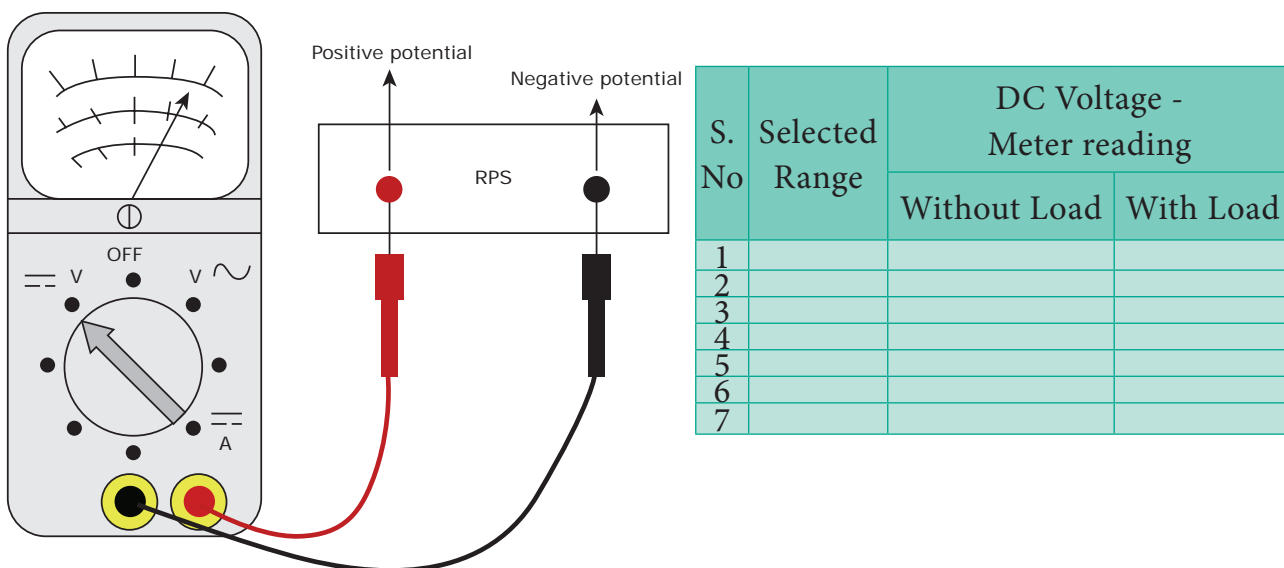 Positive potential
Negative potential
RPS
OFF
V
V
A
S.
No
Selected
Range
DC Voltage -
Meter reading
Without Load
With Load
1
2
3
4
5
6
7